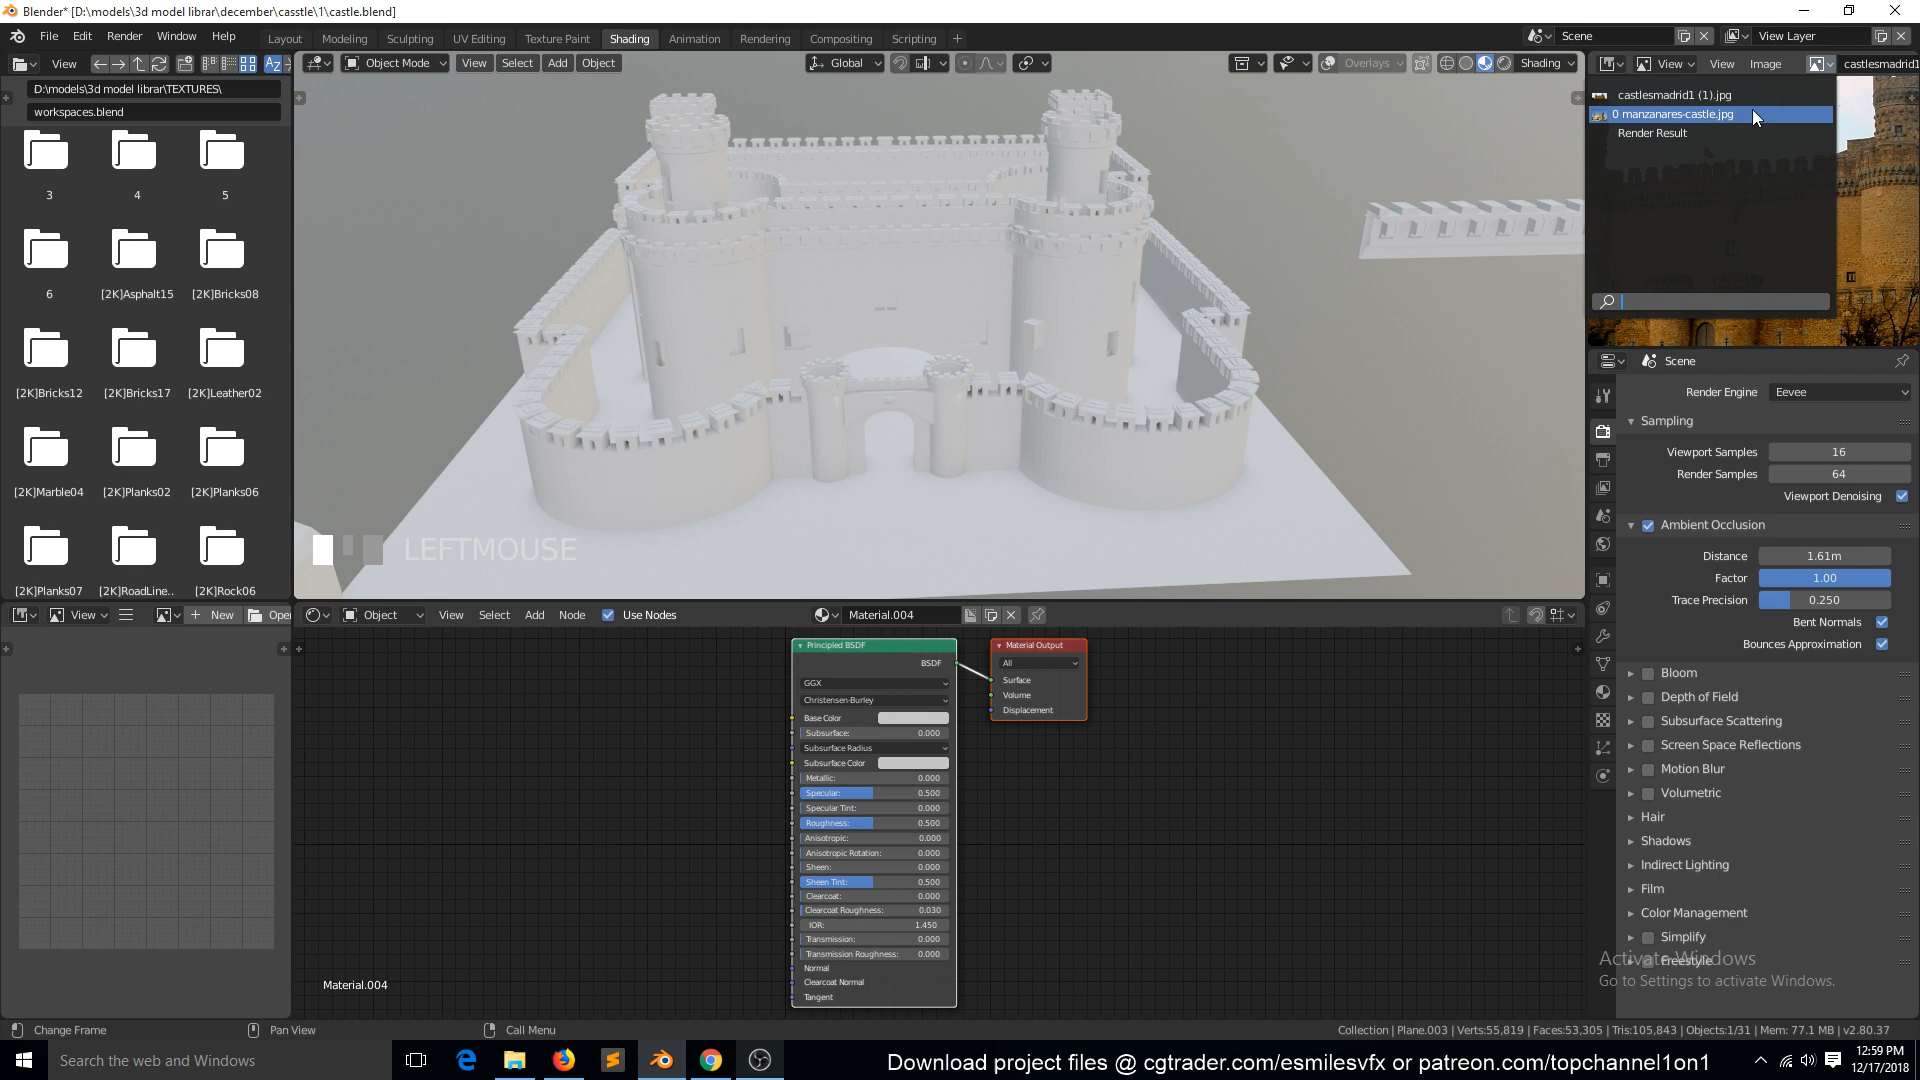 Blender* [D:\models\3d model librar\december\casstle\1\castle.blend]
File Edit Render Window Help
Layout Modeling Sculpting UV Editing Texture Paint Shading Animation Rendering Compositing Scripting
Scene
View Layer
View
Object Mode View Select Add Object
Global
Overlays
Shading
View View Image castlesmadrid1
D:\models\3d model librar\TEXTURES\
workspaces.blend
castlesmadrid1 (1).jpg
0 manzanares-castle.jpg
Render Result
3 4 5
6 [2K]Asphalt15 [2K]Bricks08
[2K]Bricks12 [2K]Bricks17 [2K]Leather02
[2K]Marble04 [2K]Planks02 [2K]Planks06
[2K]Planks07 [2K]RoadLine.. [2K]Rock06
LEFTMOUSE
Scene
Render Engine Eevee
Sampling
Viewport Samples 16
Render Samples 64
Viewport Denoising
Ambient Occlusion
Distance 1.61m
Factor 1.00
Trace Precision 0.250
Bent Normals
Bounces Approximation
Bloom
Depth of Field
Subsurface Scattering
Screen Space Reflections
Motion Blur
Volumetric
Hair
Shadows
Indirect Lighting
Film
Color Management
Simplify
Freestyle
Activate Windows
Go to Settings to activate Windows.
View New Open
Object View Select Add Node Use Nodes
Material.004
Principled BSDF
BSDF
GGX
Christensen-Burley
Base Color
Subsurface: 0.000
Subsurface Radius
Subsurface Color
Metallic: 0.000
Specular: 0.500
Specular Tint: 0.000
Roughness: 0.500
Anisotropic: 0.000
Anisotropic Rotation: 0.000
Sheen: 0.000
Sheen Tint: 0.500
Clearcoat: 0.000
Clearcoat Roughness: 0.030
IOR: 1.450
Transmission: 0.000
Transmission Roughness: 0.000
Normal
Clearcoat Normal
Tangent
Material Output
All
Surface
Volume
Displacement
Material.004
Change Frame Pan View Call Menu
Collection | Plane.003 | Verts:55,819 | Faces:53,305 | Tris:105,843 | Objects:1/31 | Mem: 77.1 MB | v2.80.37
Search the web and Windows
Download project files @ cgtrader.com/esmilesvfx or patreon.com/topchannel1on1
12:59 PM
12/17/2018